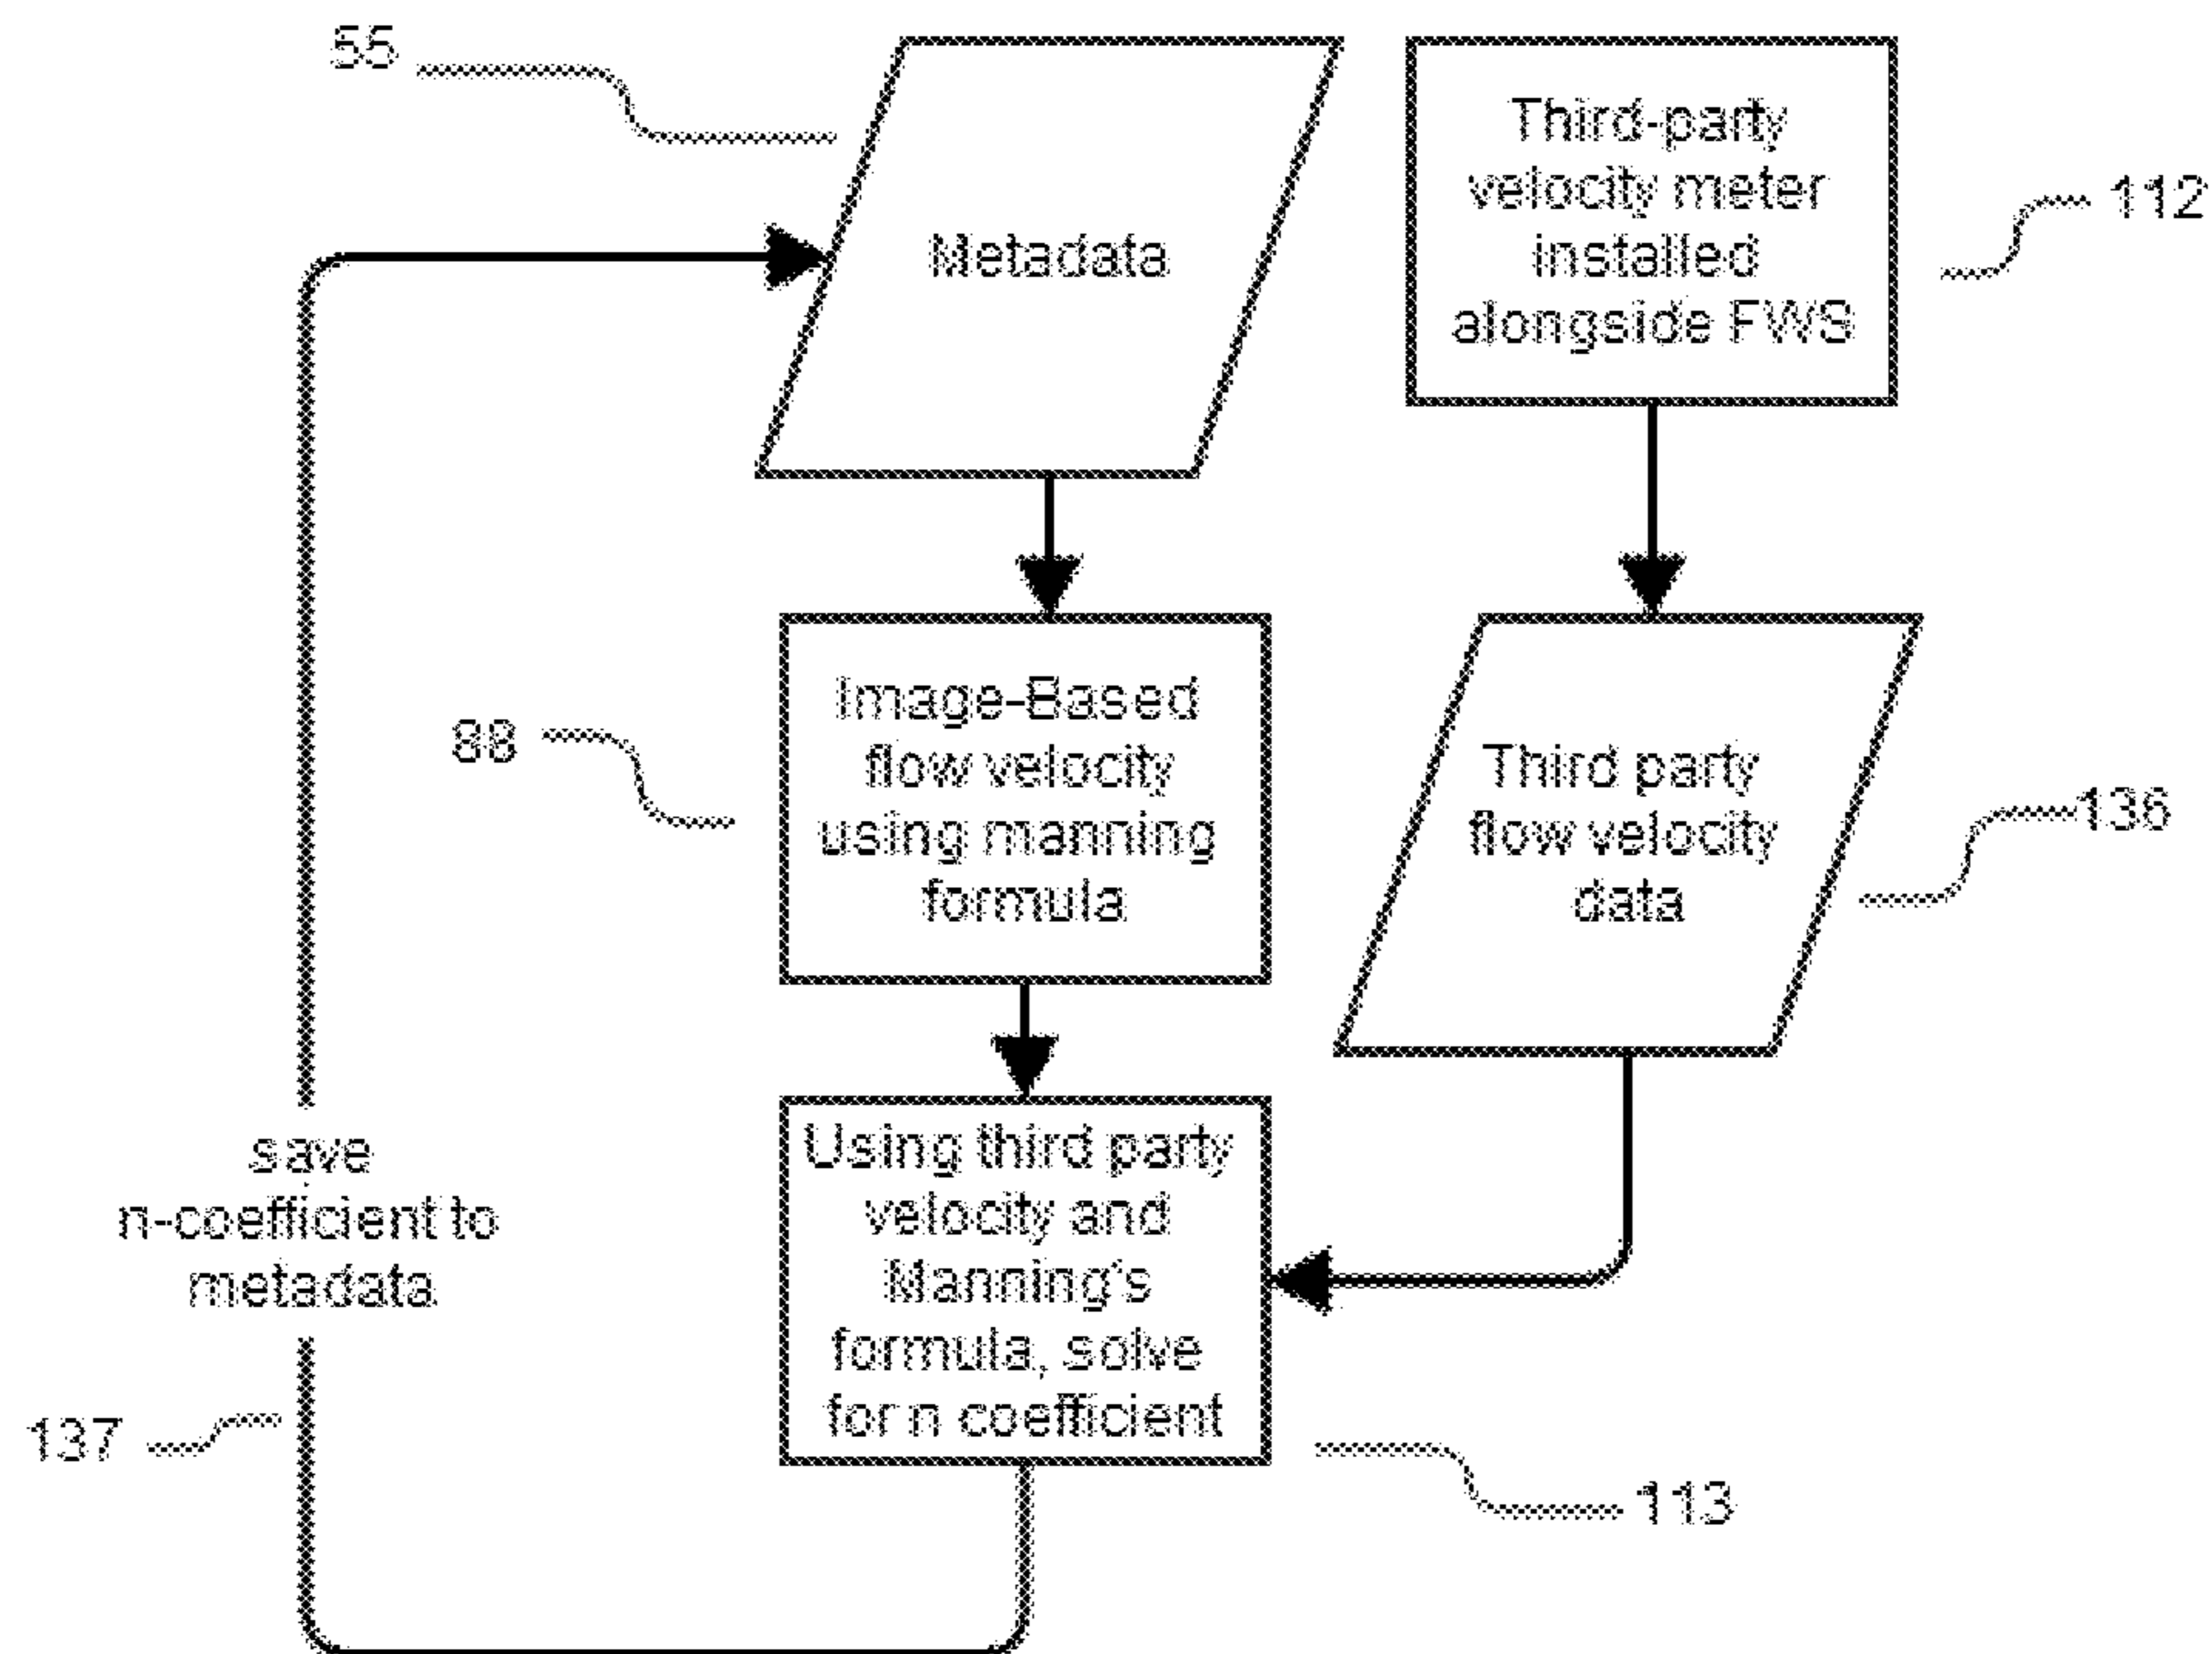 55
Metadata
Third-party
velocity meter
installed
alongside FWS
112
Image-Based
flow velocity
using manning
formula
88
Third party
flow velocity
data
136
Using third party
velocity and
Manning's
formula, solve
for n coefficient
113
save
n-coefficient to
metadata
137